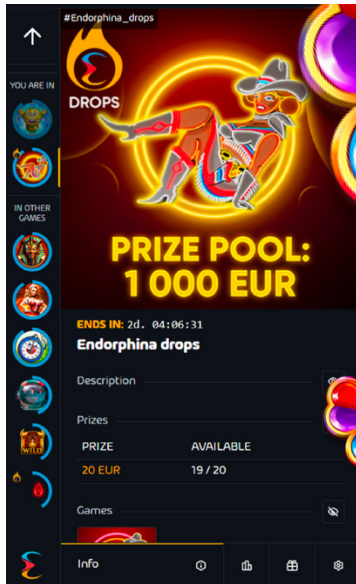 #Endorphina_drops
YOU ARE IN
DROPS
IN OTHER
GAMES
PRIZE POOL:
1 000 EUR
ENDS IN: 2d. 04:06:31
Endorphina drops
Description
Prizes
PRIZE AVAILABLE
20 EUR 19 / 20
WILD
Games
Info